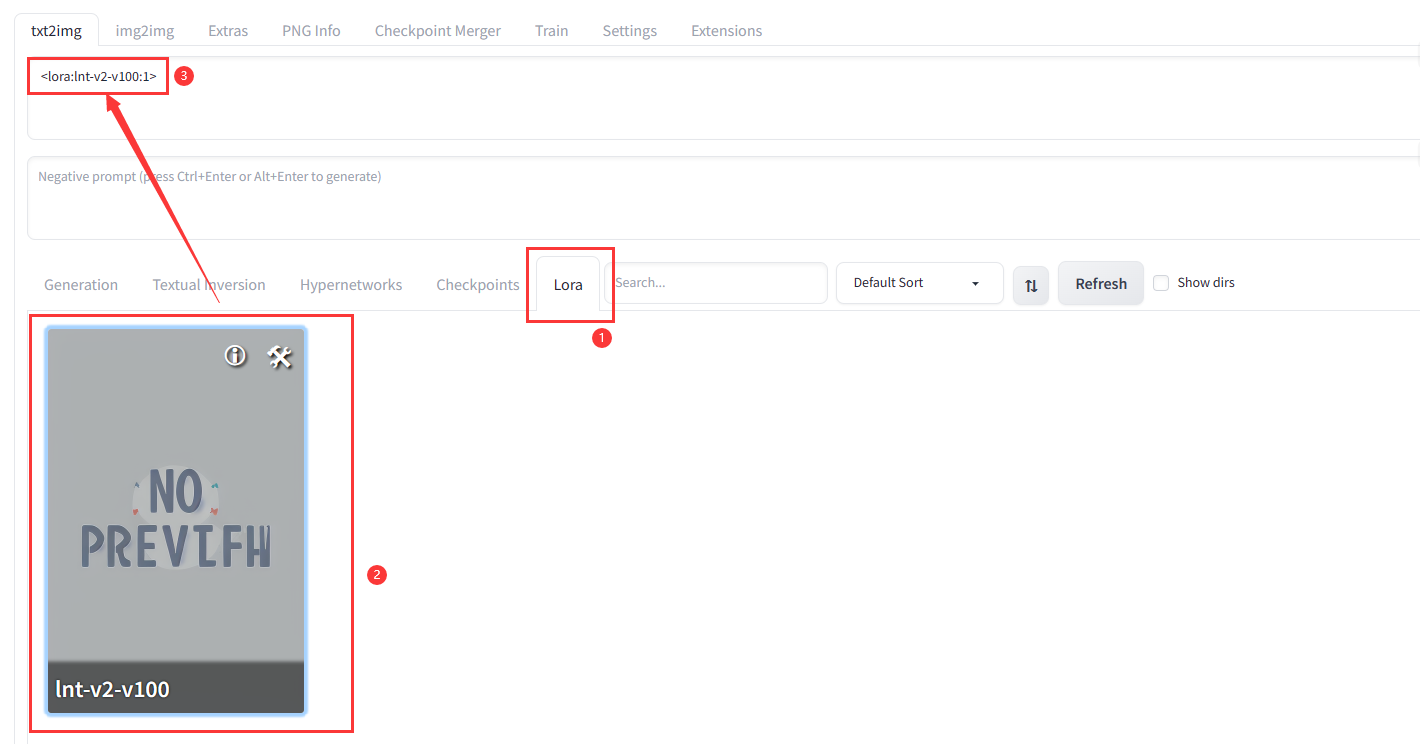 txt2img img2img Extras PNG Info Checkpoint Merger Train Settings Extensions
<lora:lnt-v2-v100:1> 3
Negative prompt (press Ctrl+Enter or Alt+Enter to generate)
Generation Textual Inversion Hypernetworks Checkpoints Lora Search... Default Sort Refresh Show dirs
1
NO
PREVIFW
2
lnt-v2-v100